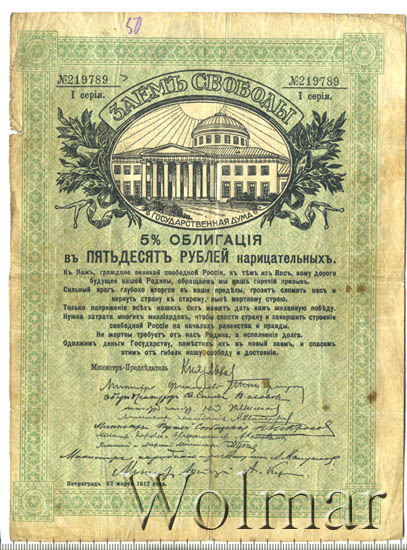 50
№219789 №219789
I серія. I серія.
ЗАЕМЪ СВОБОДЫ
ГОСУДАРСТВЕННАЯ ДУМА
5% ОБЛИГАЦІЯ
въ ПЯТЬДЕСЯТЪ РУБЛЕЙ нарицательныхъ.
Къ Вамъ, граждане великой свободной Россіи, къ тѣмъ изъ Васъ, кому дорого
будущее нашей Родины, обращаемъ мы нашъ горячій призывъ.
Сильный врагъ глубоко вторгся въ наши предѣлы, грозитъ сломить насъ и
вернуть страну къ старому, нынѣ мертвому строю.
Только напряженіе всѣхъ нашихъ силъ можетъ дать намъ желанную побѣду.
Нужна затрата многихъ милліардовъ, чтобы спасти страну и завершить строеніе
свободной Россіи на началахъ равенства и правды.
Не жертвы требуетъ отъ насъ Родина, а исполненія долга.
Одолжимъ деньги Государству, помѣстивъ ихъ въ новый заемъ, и спасемъ
этимъ отъ гибели нашу свободу и достояніе.
Министръ-Предсѣдатель
Министръ
Петроградъ, 27 марта 1917 года.
Wolmar